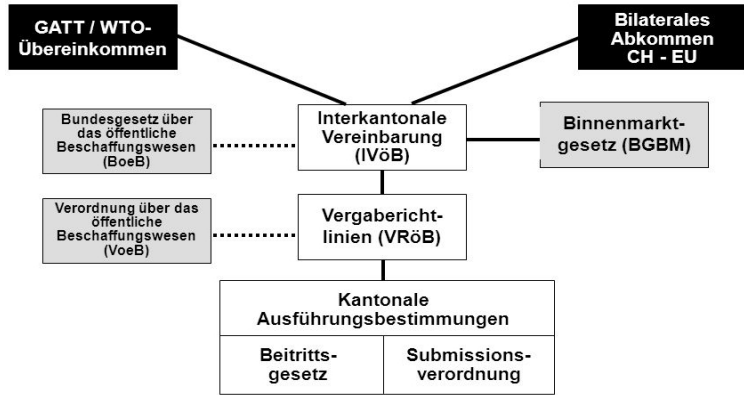 GATT / WTO-
Übereinkommen
Bilaterales
Abkommen
CH - EU
Bundesgesetz über
das öffentliche
Beschaffungswesen
(BoeB)
Interkantonale
Vereinbarung
(IVöB)
Binnenmarkt-
gesetz (BGBM)
Verordnung über das
öffentliche
Beschaffungswesen
(VoeB)
Vergabericht-
linien (VRöB)
Kantonale
Ausführungsbestimmungen
Beitritts-
gesetz
Submissions-
verordnung